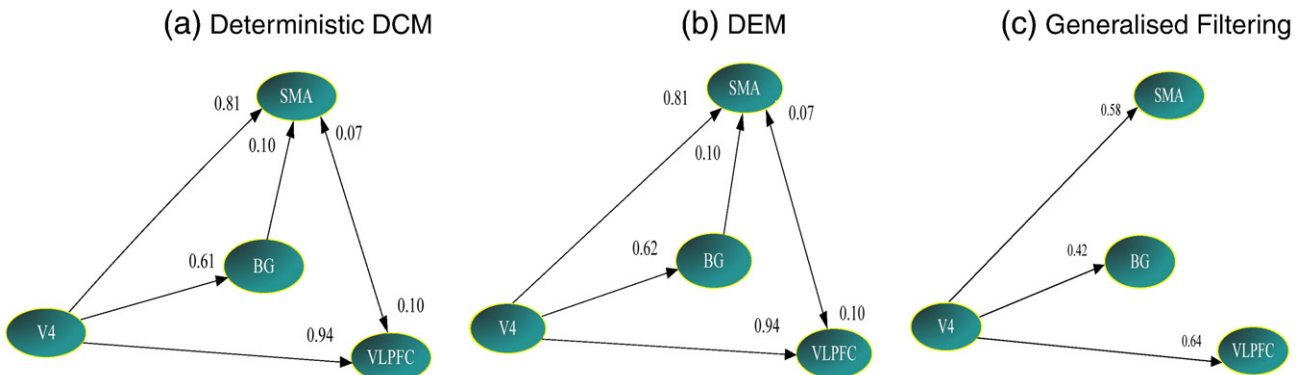 (a) Deterministic DCM
SMA
0.81
0.07
0.10
0.61
BG
V4
0.10
0.94
VLPFC
(b) DEM
SMA
0.81
0.07
0.10
0.62
BG
V4
0.10
0.94
VLPFC
(c) Generalised Filtering
SMA
0.58
0.42
BG
V4
0.64
VLPFC